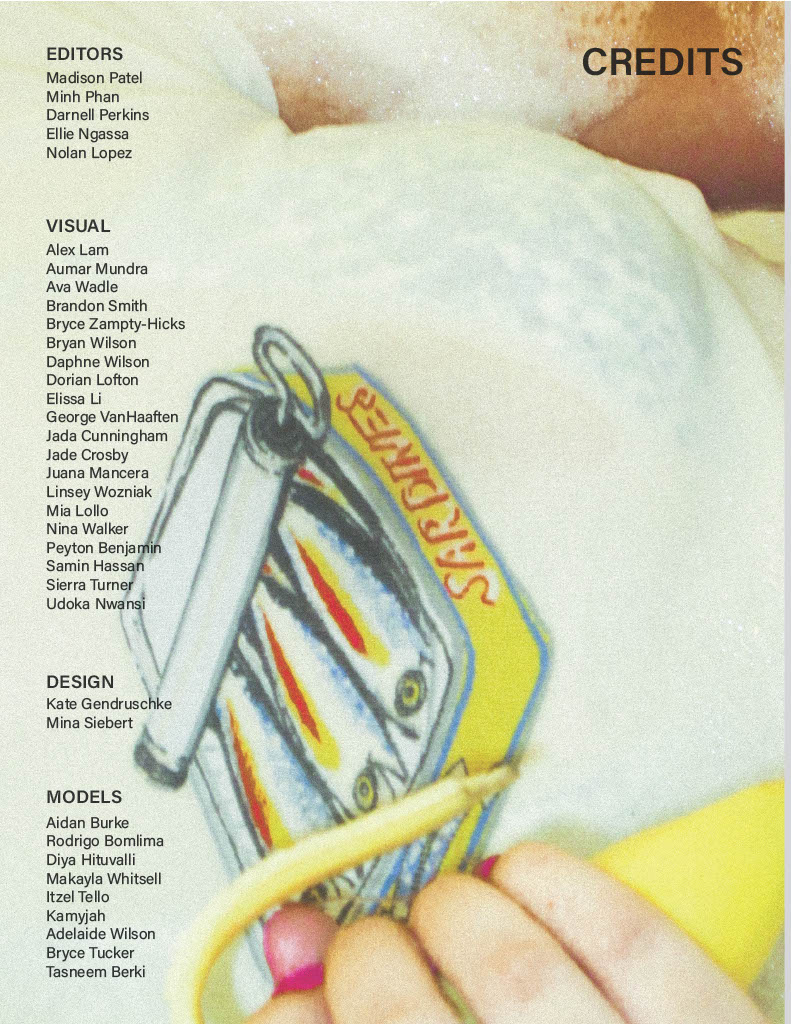 CREDITS
EDITORS
Madison Patel
Minh Phan
Darnell Perkins
Ellie Ngassa
Nolan Lopez
VISUAL
Alex Lam
Aumar Mundra
Ava Wadle
Brandon Smith
Bryce Zampty-Hicks
Bryan Wilson
Daphne Wilson
Dorian Lofton
Elissa Li
George VanHaaften
Jada Cunningham
Jade Crosby
Juana Mancera
Linsey Wozniak
Mia Lollo
Nina Walker
Peyton Benjamin
Samin Hassan
Sierra Turner
Udoka Nwansi
DESIGN
Kate Gendruschke
Mina Siebert
MODELS
Aidan Burke
Rodrigo Bomlima
Diya Hituvalli
Makayla Whitsell
Itzel Tello
Kamyjah
Adelaide Wilson
Bryce Tucker
Tasneem Berki
SARDINES